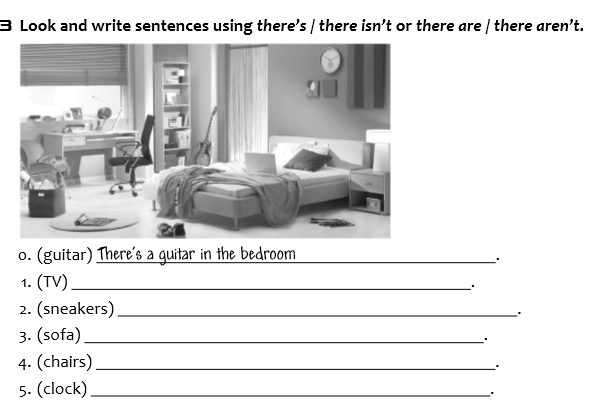 3 Look and write sentences using there's / there isn't or there are / there aren't.
0. (guitar) There's a guitar in the bedroom.
1. (TV) .
2. (sneakers) .
3. (sofa) .
4. (chairs) .
5. (clock) .